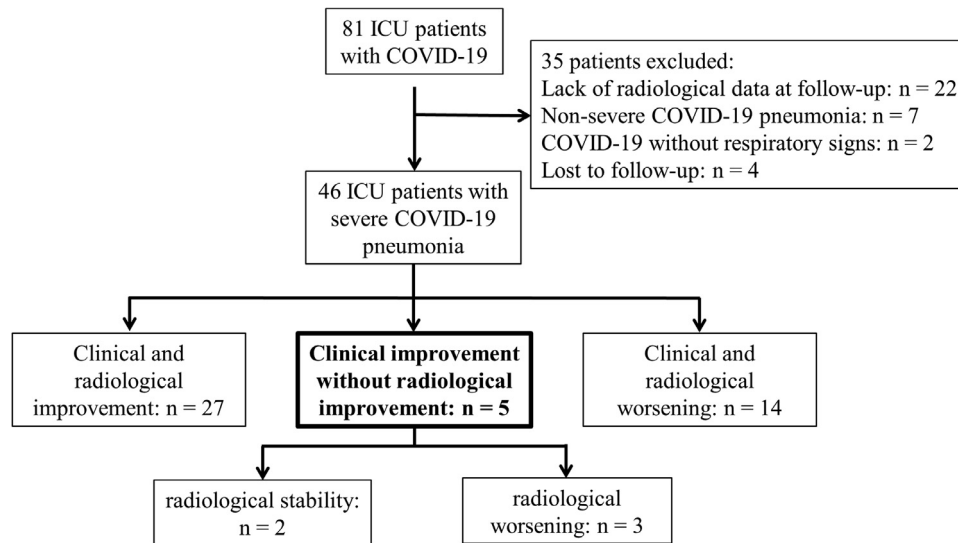 81 ICU patients
with COVID-19
35 patients excluded:
Lack of radiological data at follow-up: n = 22
Non-severe COVID-19 pneumonia: n = 7
COVID-19 without respiratory signs: n = 2
Lost to follow-up: n = 4
46 ICU patients with
severe COVID-19
pneumonia
Clinical and
radiological
improvement: n = 27
Clinical improvement
without radiological
improvement: n = 5
Clinical and
radiological
worsening: n = 14
radiological stability:
n = 2
radiological
worsening: n = 3